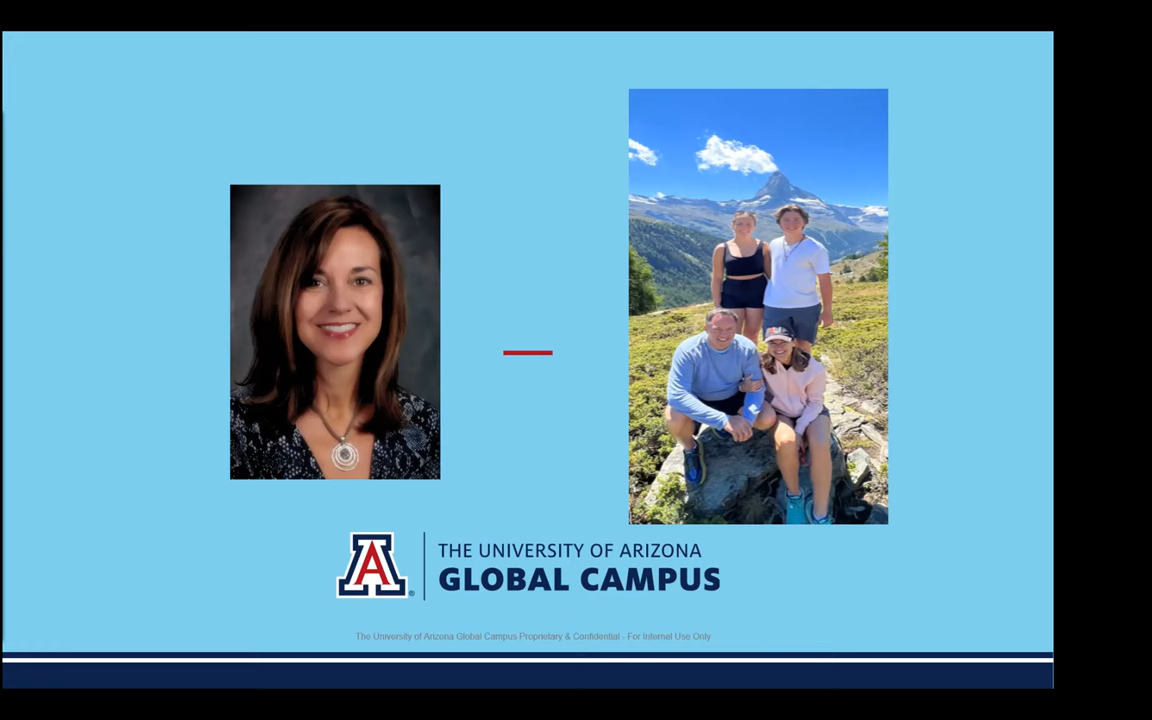 A
THE UNIVERSITY OF ARIZONA
GLOBAL CAMPUS
The University of Arizona Global Campus Proprietary & Confidential - For Internal Use Only